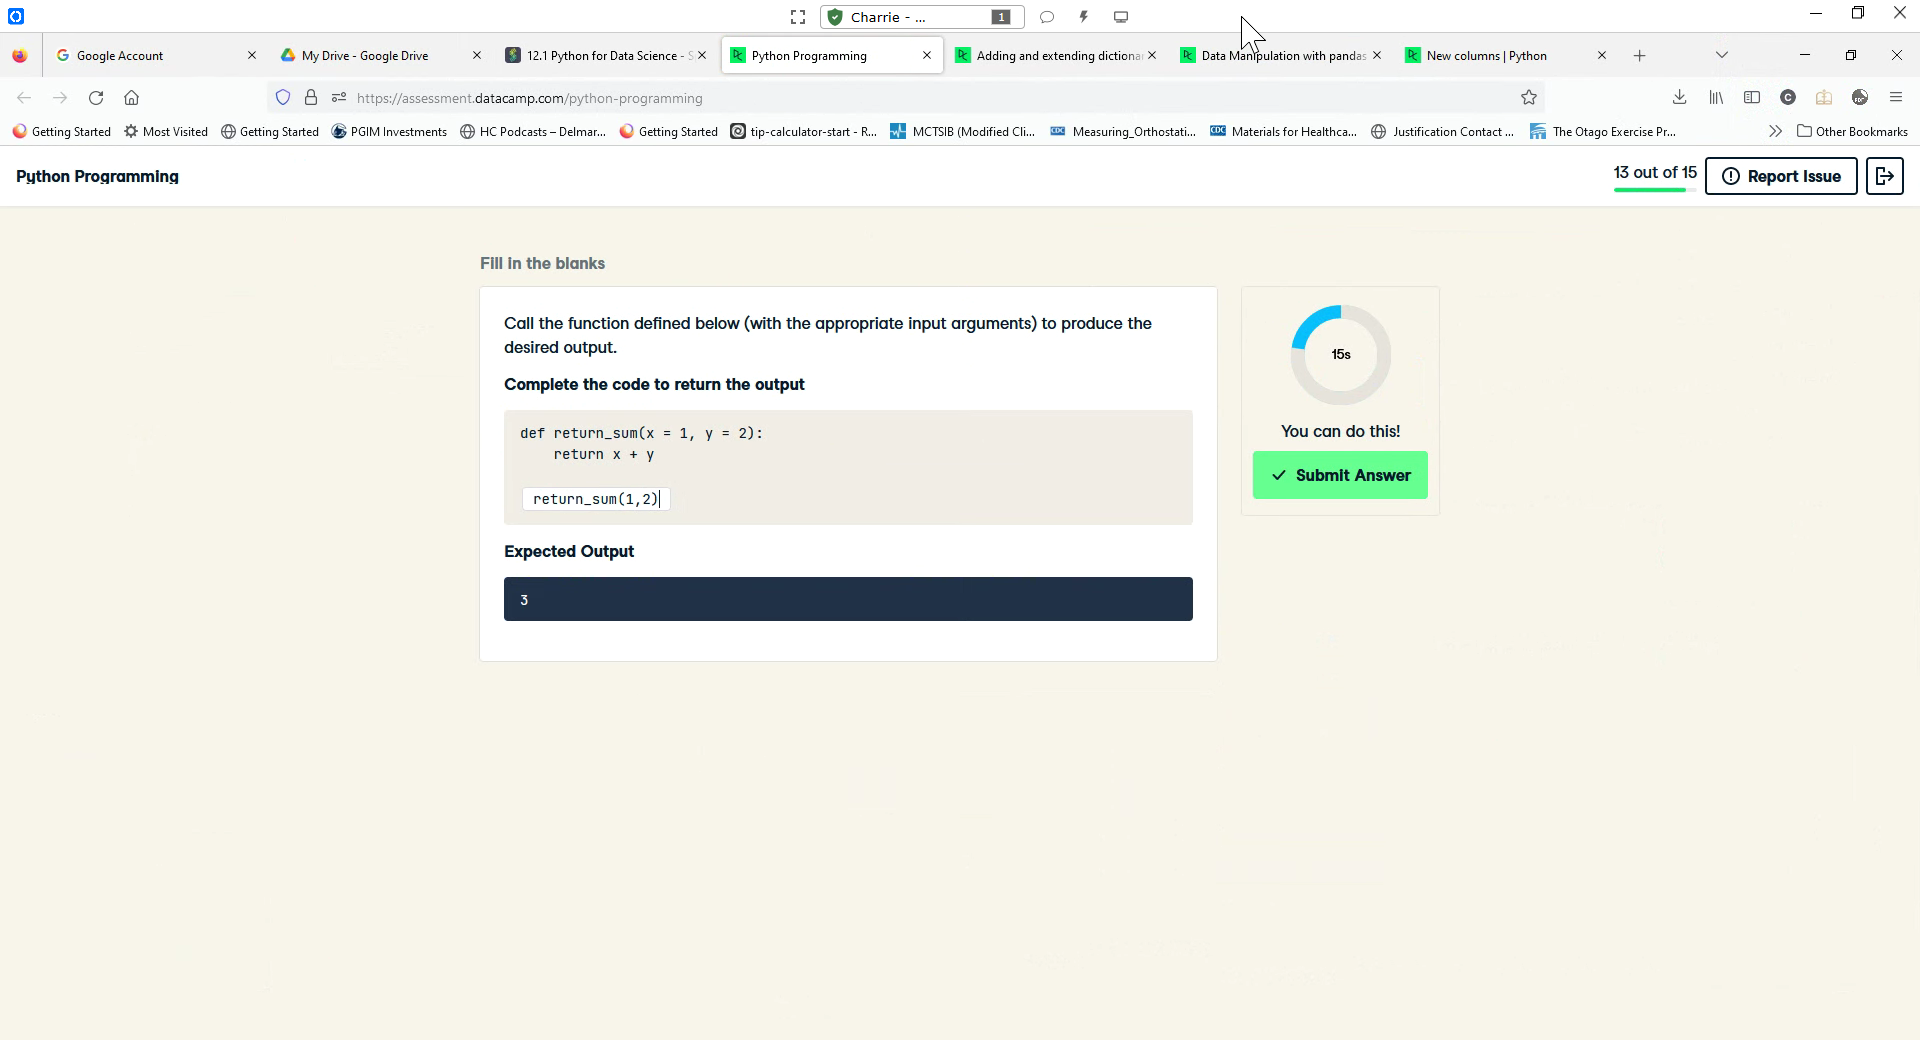 Charrie - ... 1
Google Account
My Drive - Google Drive
12.1 Python for Data Science - S
Python Programming
Adding and extending dictionar
Data Manipulation with pandas
New columns | Python
https://assessment.datacamp.com/python-programming
Getting Started
Most Visited
Getting Started
PGIM Investments
HC Podcasts – Delmar...
Getting Started
tip-calculator-start - R...
MCTSIB (Modified Cli...
Measuring_Orthostati...
Materials for Healthca...
Justification Contact ...
The Otago Exercise Pr...
Other Bookmarks
Python Programming
13 out of 15
Report Issue
Fill in the blanks
Call the function defined below (with the appropriate input arguments) to produce the
desired output.
Complete the code to return the output
def return_sum(x = 1, y = 2):
    return x + y
return_sum(1,2)
Expected Output
3
15s
You can do this!
Submit Answer